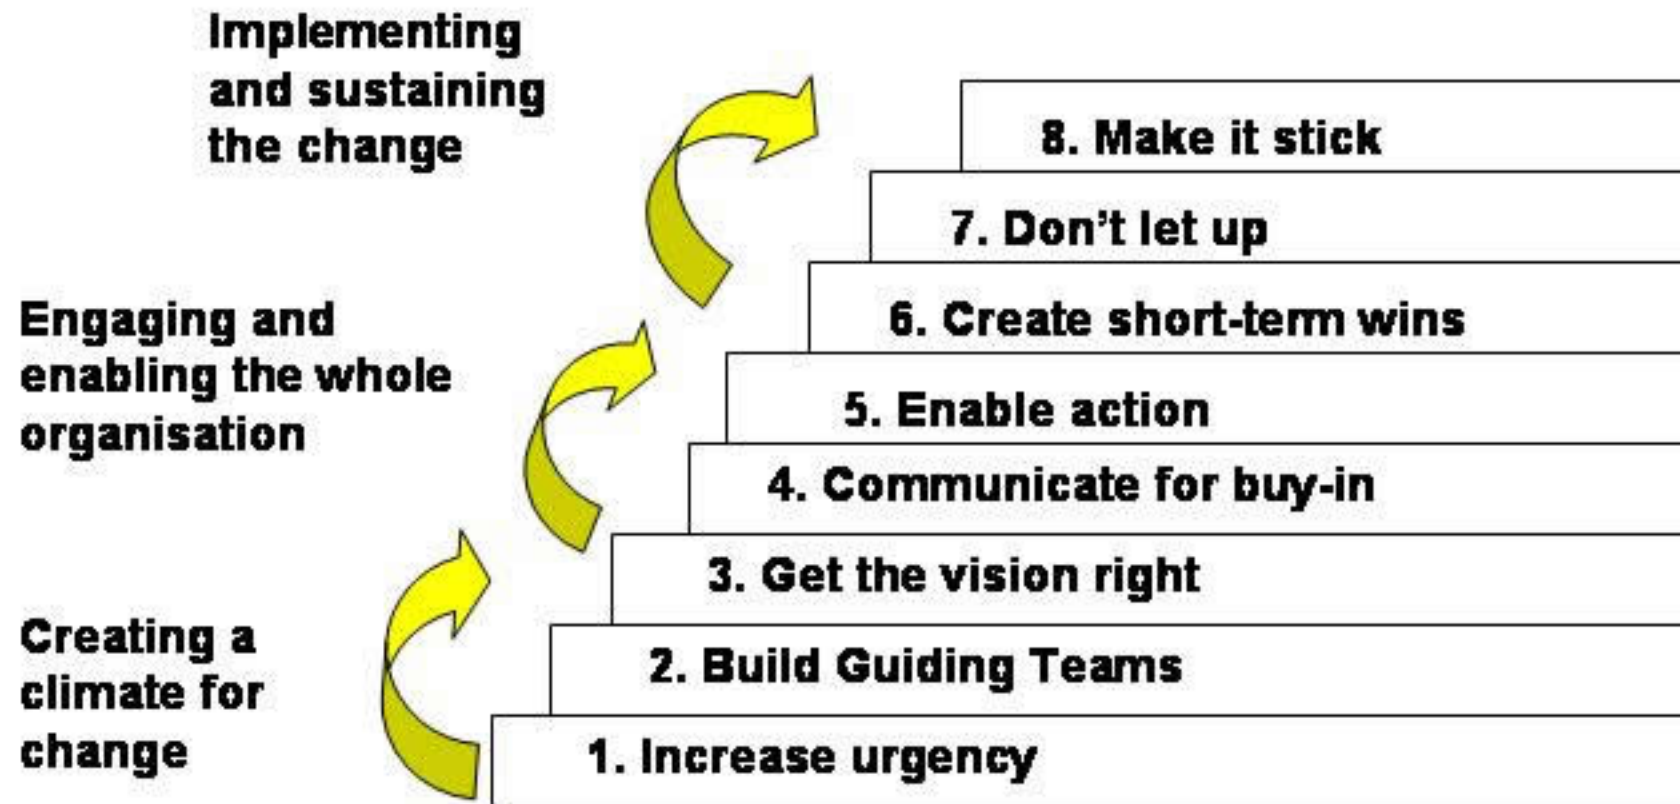 Implementing
and sustaining
the change
8. Make it stick
7. Don't let up
6. Create short-term wins
Engaging and
enabling the whole
organisation
5. Enable action
4. Communicate for buy-in
3. Get the vision right
Creating a
climate for
change
2. Build Guiding Teams
1. Increase urgency